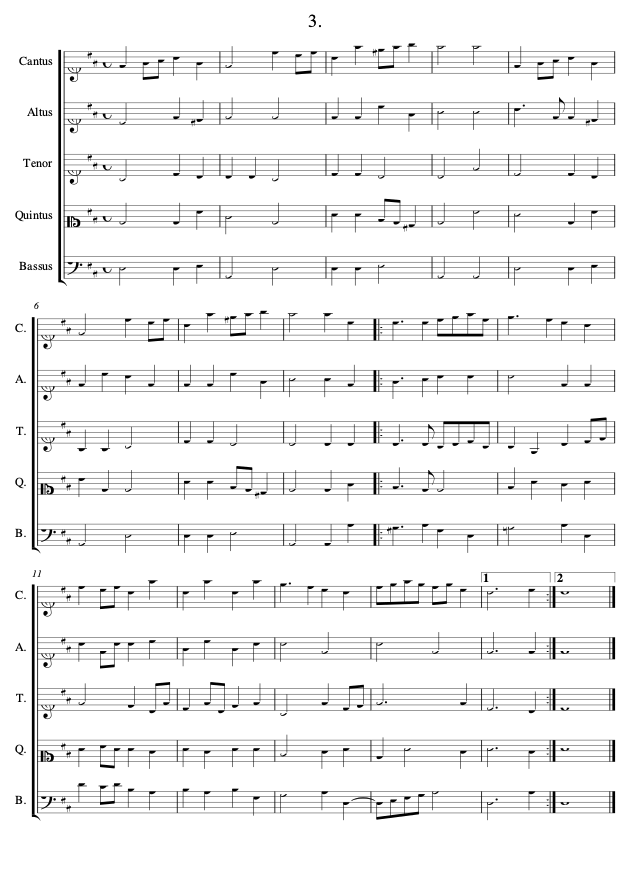 3.
Cantus
Altus
Tenor
Quintus
Bassus
6
C.
A.
T.
Q.
B.
11
C.
1
2
A.
T.
Q.
B.